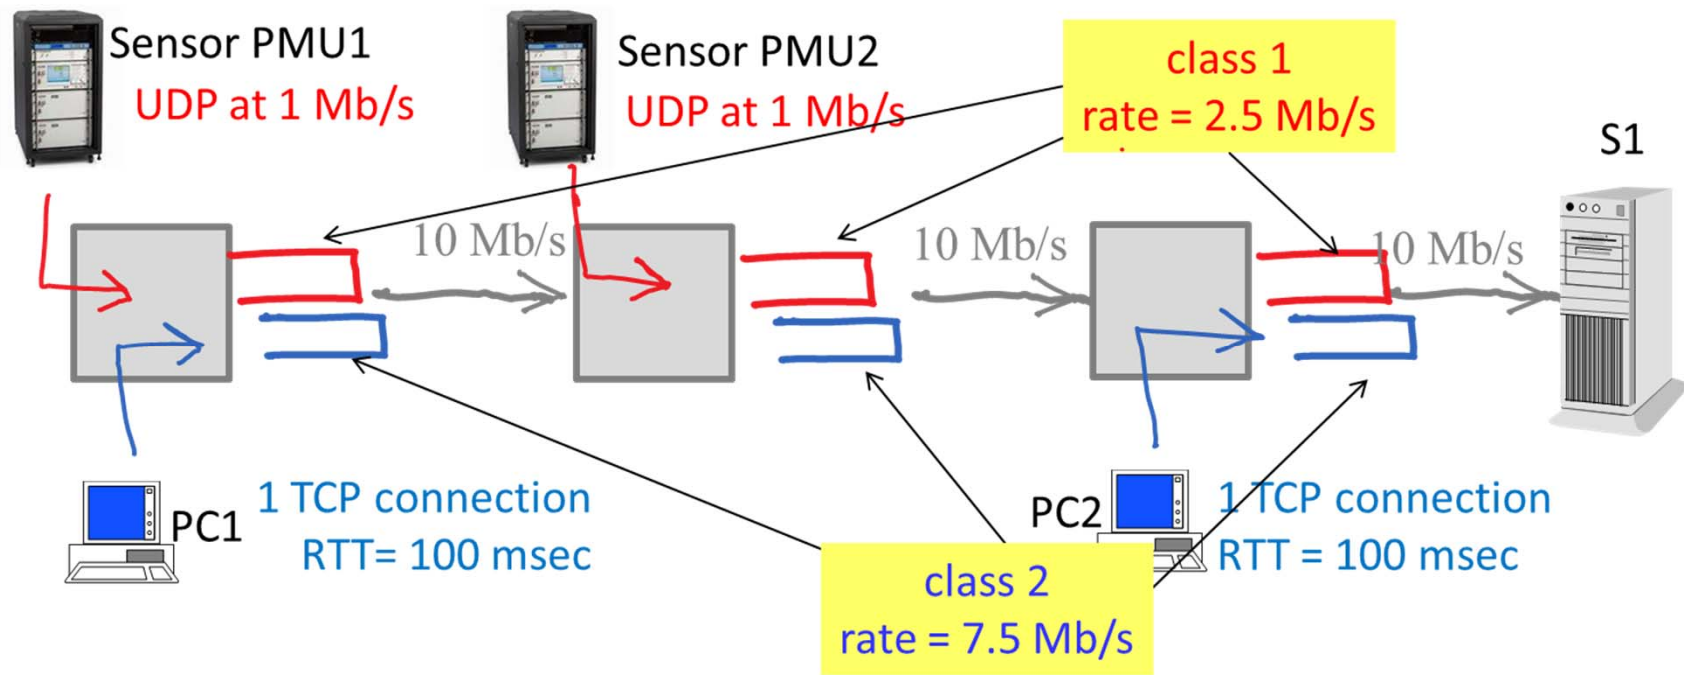 Sensor PMU1
UDP at 1 Mb/s
Sensor PMU2
UDP at 1 Mb/s
class 1
rate = 2.5 Mb/s
S1
10 Mb/s
10 Mb/s
10 Mb/s
PC1
1 TCP connection
RTT= 100 msec
PC2
1 TCP connection
RTT = 100 msec
class 2
rate = 7.5 Mb/s